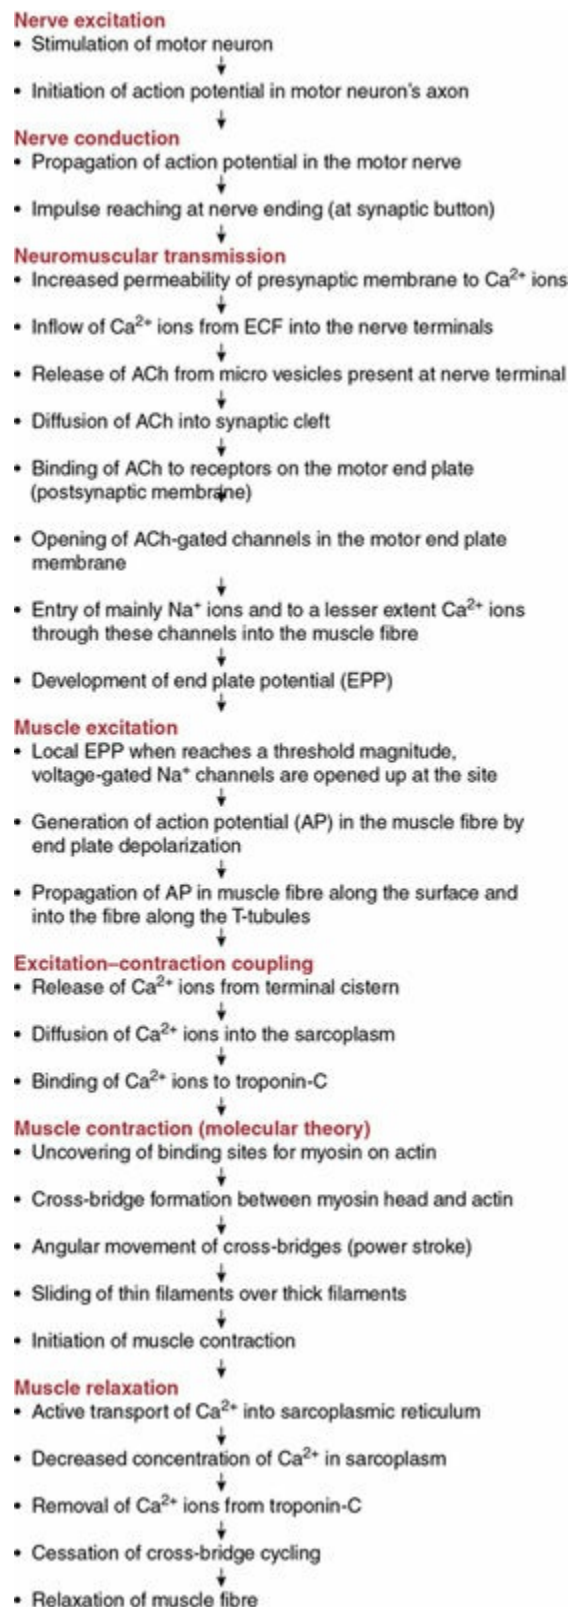 Nerve excitation
• Stimulation of motor neuron
• Initiation of action potential in motor neuron's axon
Nerve conduction
• Propagation of action potential in the motor nerve
• Impulse reaching at nerve ending (at synaptic button)
Neuromuscular transmission
• Increased permeability of presynaptic membrane to Ca²⁺ ions
• Inflow of Ca²⁺ ions from ECF into the nerve terminals
• Release of ACh from micro vesicles present at nerve terminal
• Diffusion of ACh into synaptic cleft
• Binding of ACh to receptors on the motor end plate
(postsynaptic membrane)
• Opening of ACh-gated channels in the motor end plate
membrane
• Entry of mainly Na⁺ ions and to a lesser extent Ca²⁺ ions
through these channels into the muscle fibre
• Development of end plate potential (EPP)
Muscle excitation
• Local EPP when reaches a threshold magnitude,
voltage-gated Na⁺ channels are opened up at the site
• Generation of action potential (AP) in the muscle fibre by
end plate depolarization
• Propagation of AP in muscle fibre along the surface and
into the fibre along the T-tubules
Excitation–contraction coupling
• Release of Ca²⁺ ions from terminal cistern
• Diffusion of Ca²⁺ ions into the sarcoplasm
• Binding of Ca²⁺ ions to troponin-C
Muscle contraction (molecular theory)
• Uncovering of binding sites for myosin on actin
• Cross-bridge formation between myosin head and actin
• Angular movement of cross-bridges (power stroke)
• Sliding of thin filaments over thick filaments
• Initiation of muscle contraction
Muscle relaxation
• Active transport of Ca²⁺ into sarcoplasmic reticulum
• Decreased concentration of Ca²⁺ in sarcoplasm
• Removal of Ca²⁺ ions from troponin-C
• Cessation of cross-bridge cycling
• Relaxation of muscle fibre